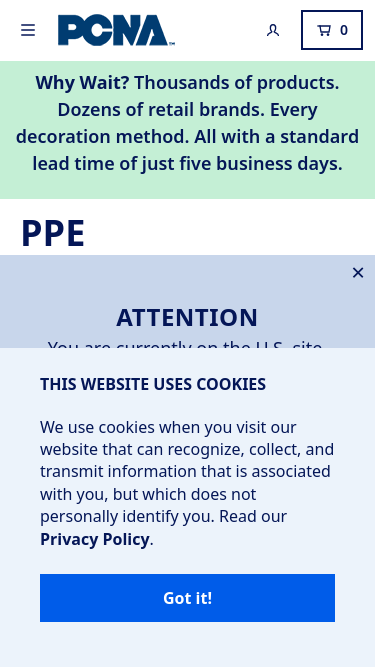 PCNA
0
Why Wait? Thousands of products.
Dozens of retail brands. Every
decoration method. All with a standard
lead time of just five business days.
PPE
ATTENTION
You are currently on the U.S. site.
THIS WEBSITE USES COOKIES
We use cookies when you visit our
website that can recognize, collect, and
transmit information that is associated
with you, but which does not
personally identify you. Read our
Privacy Policy.
Got it!